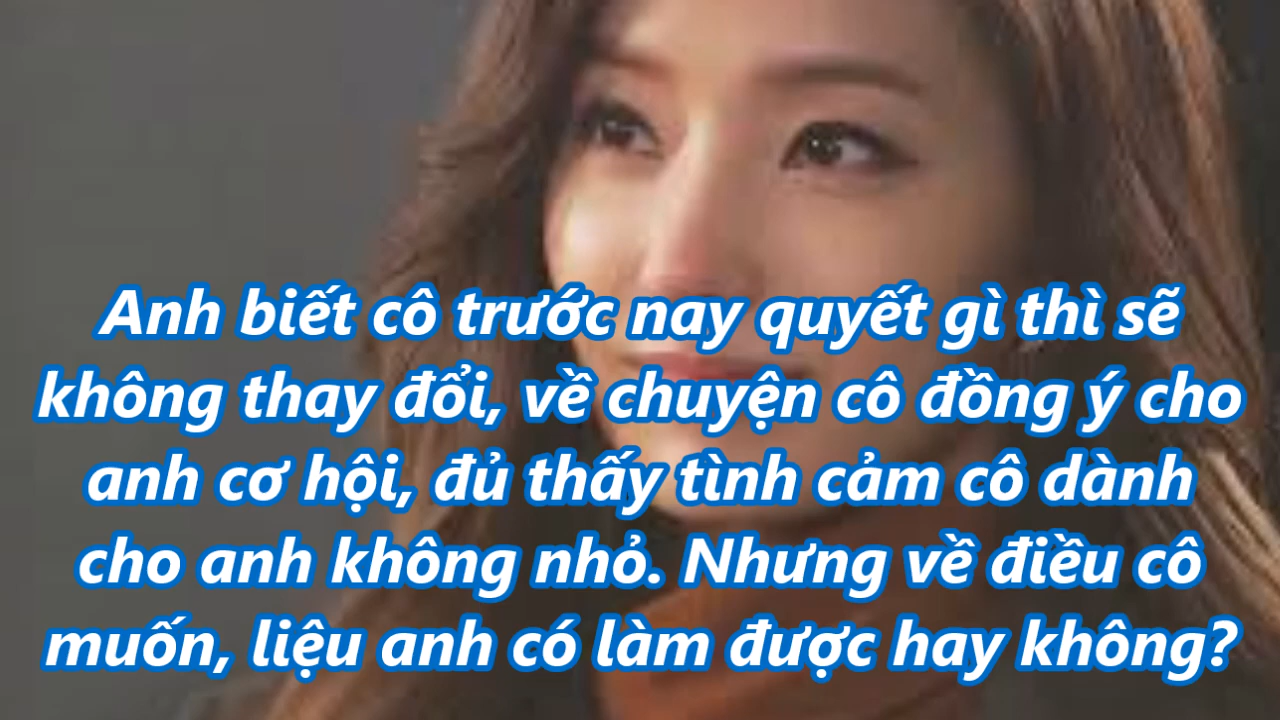 Anh biết cô trước nay quyết gì thì sẽ
không thay đổi, về chuyện cô đồng ý cho
anh cơ hội, đủ thấy tình cảm cô dành
cho anh không nhỏ. Nhưng về điều cô
muốn, liệu anh có làm được hay không?